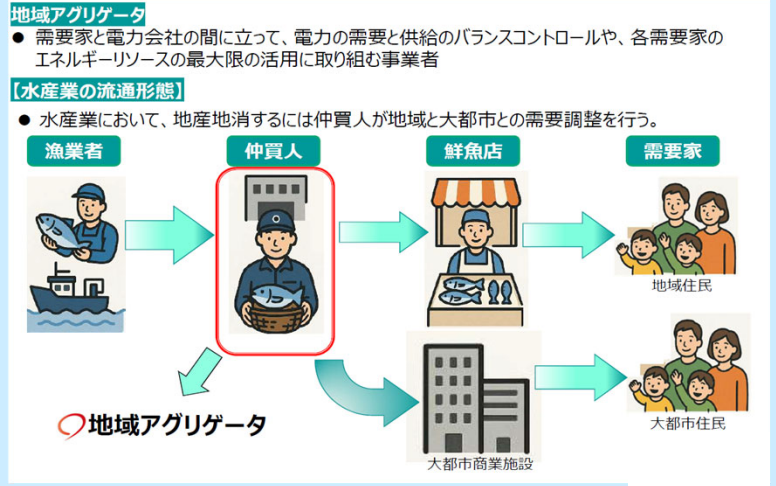 地域アグリゲータ
● 需要家と電力会社の間に立って、電力の需要と供給のバランスコントロールや、各需要家の
エネルギーリソースの最大限の活用に取り組む事業者
【水産業の流通形態】
● 水産業において、地産地消するには仲買人が地域と大都市との需要調整を行う。
漁業者 仲買人 鮮魚店 需要家
地域住民
地域アグリゲータ
大都市住民
大都市商業施設